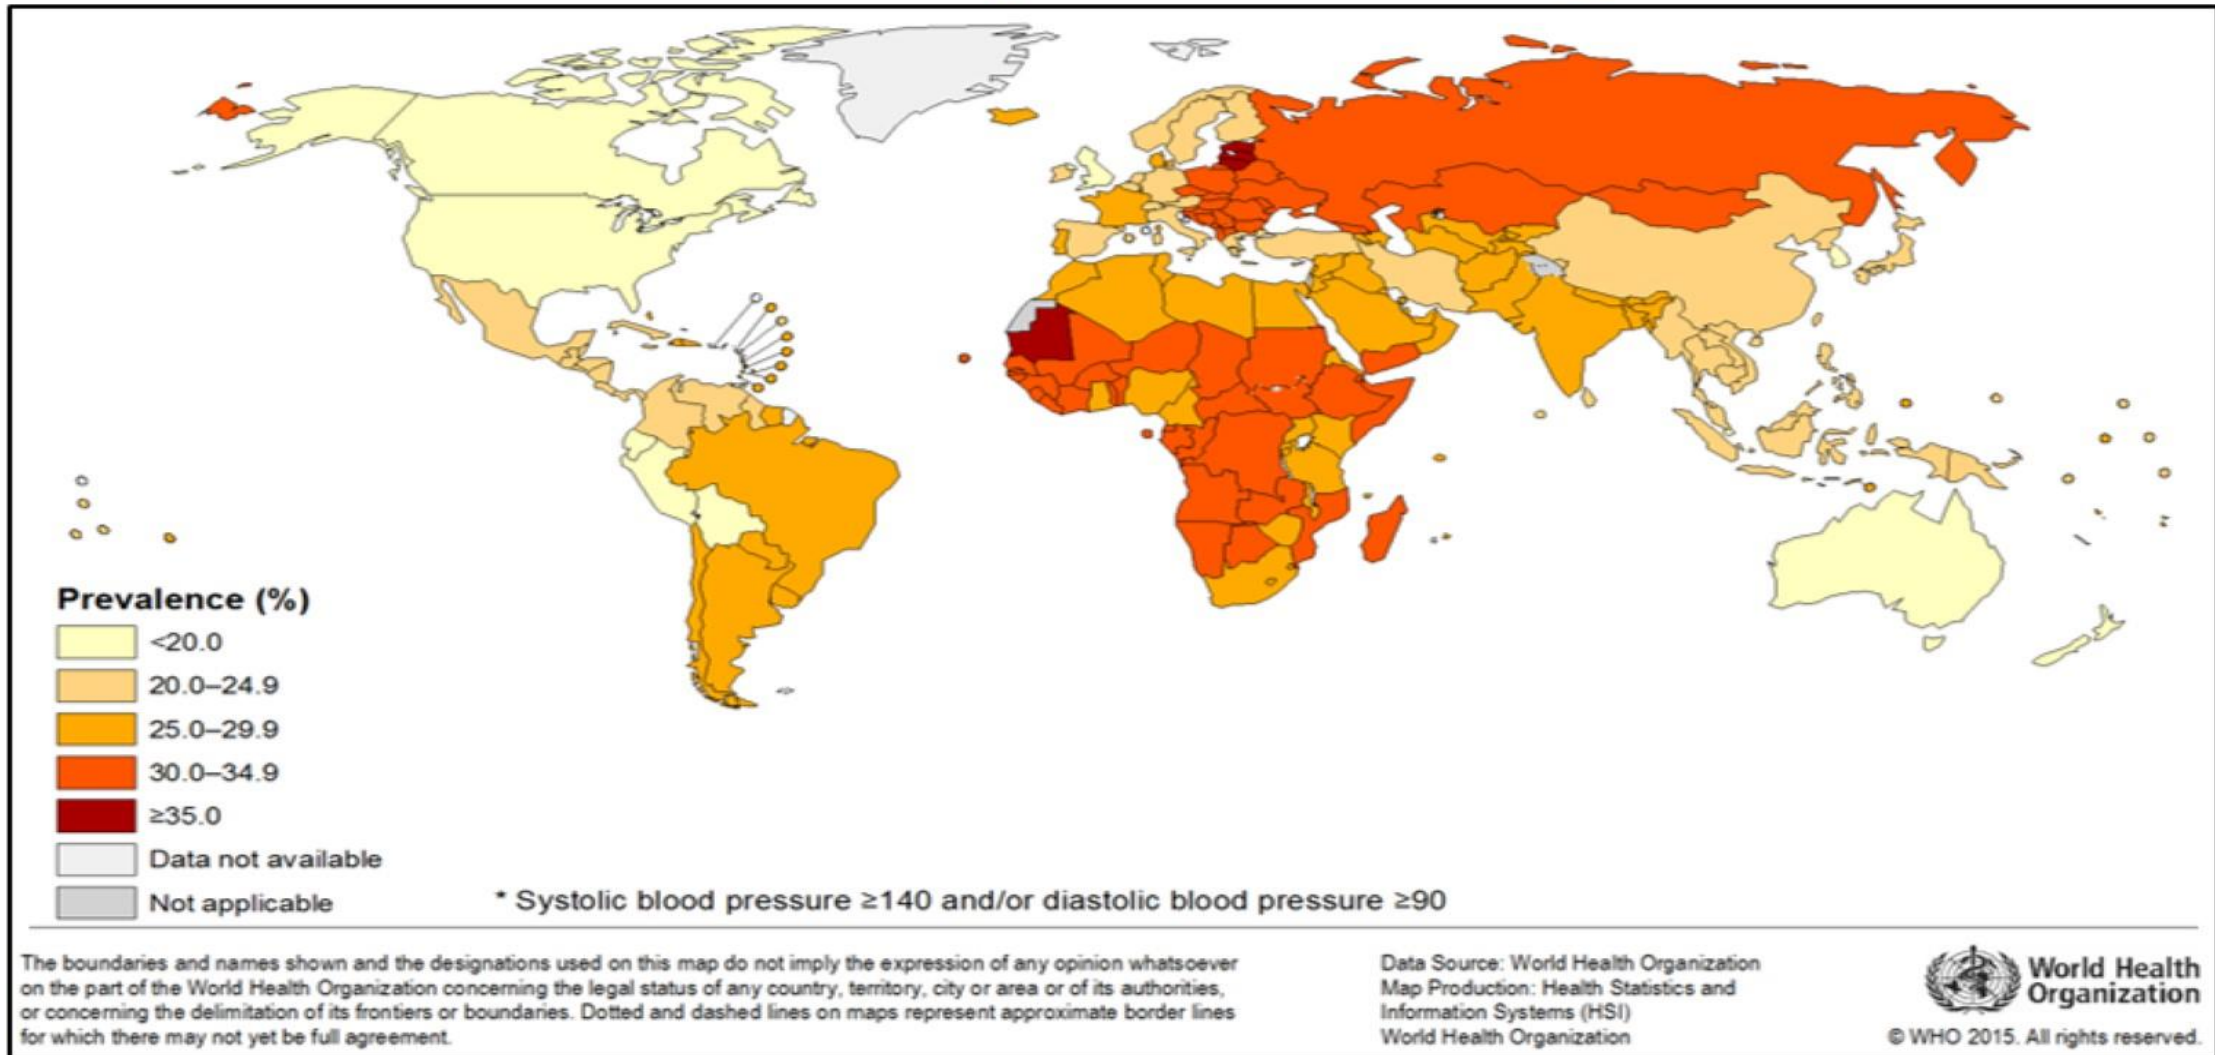 Prevalence (%)
<20.0
20.0–24.9
25.0–29.9
30.0–34.9
≥35.0
Data not available
Not applicable
* Systolic blood pressure ≥140 and/or diastolic blood pressure ≥90
The boundaries and names shown and the designations used on this map do not imply the expression of any opinion whatsoever
on the part of the World Health Organization concerning the legal status of any country, territory, city or area or of its authorities,
or concerning the delimitation of its frontiers or boundaries. Dotted and dashed lines on maps represent approximate border lines
for which there may not yet be full agreement.
Data Source: World Health Organization
Map Production: Health Statistics and
Information Systems (HSI)
World Health Organization
World Health
Organization
© WHO 2015. All rights reserved.